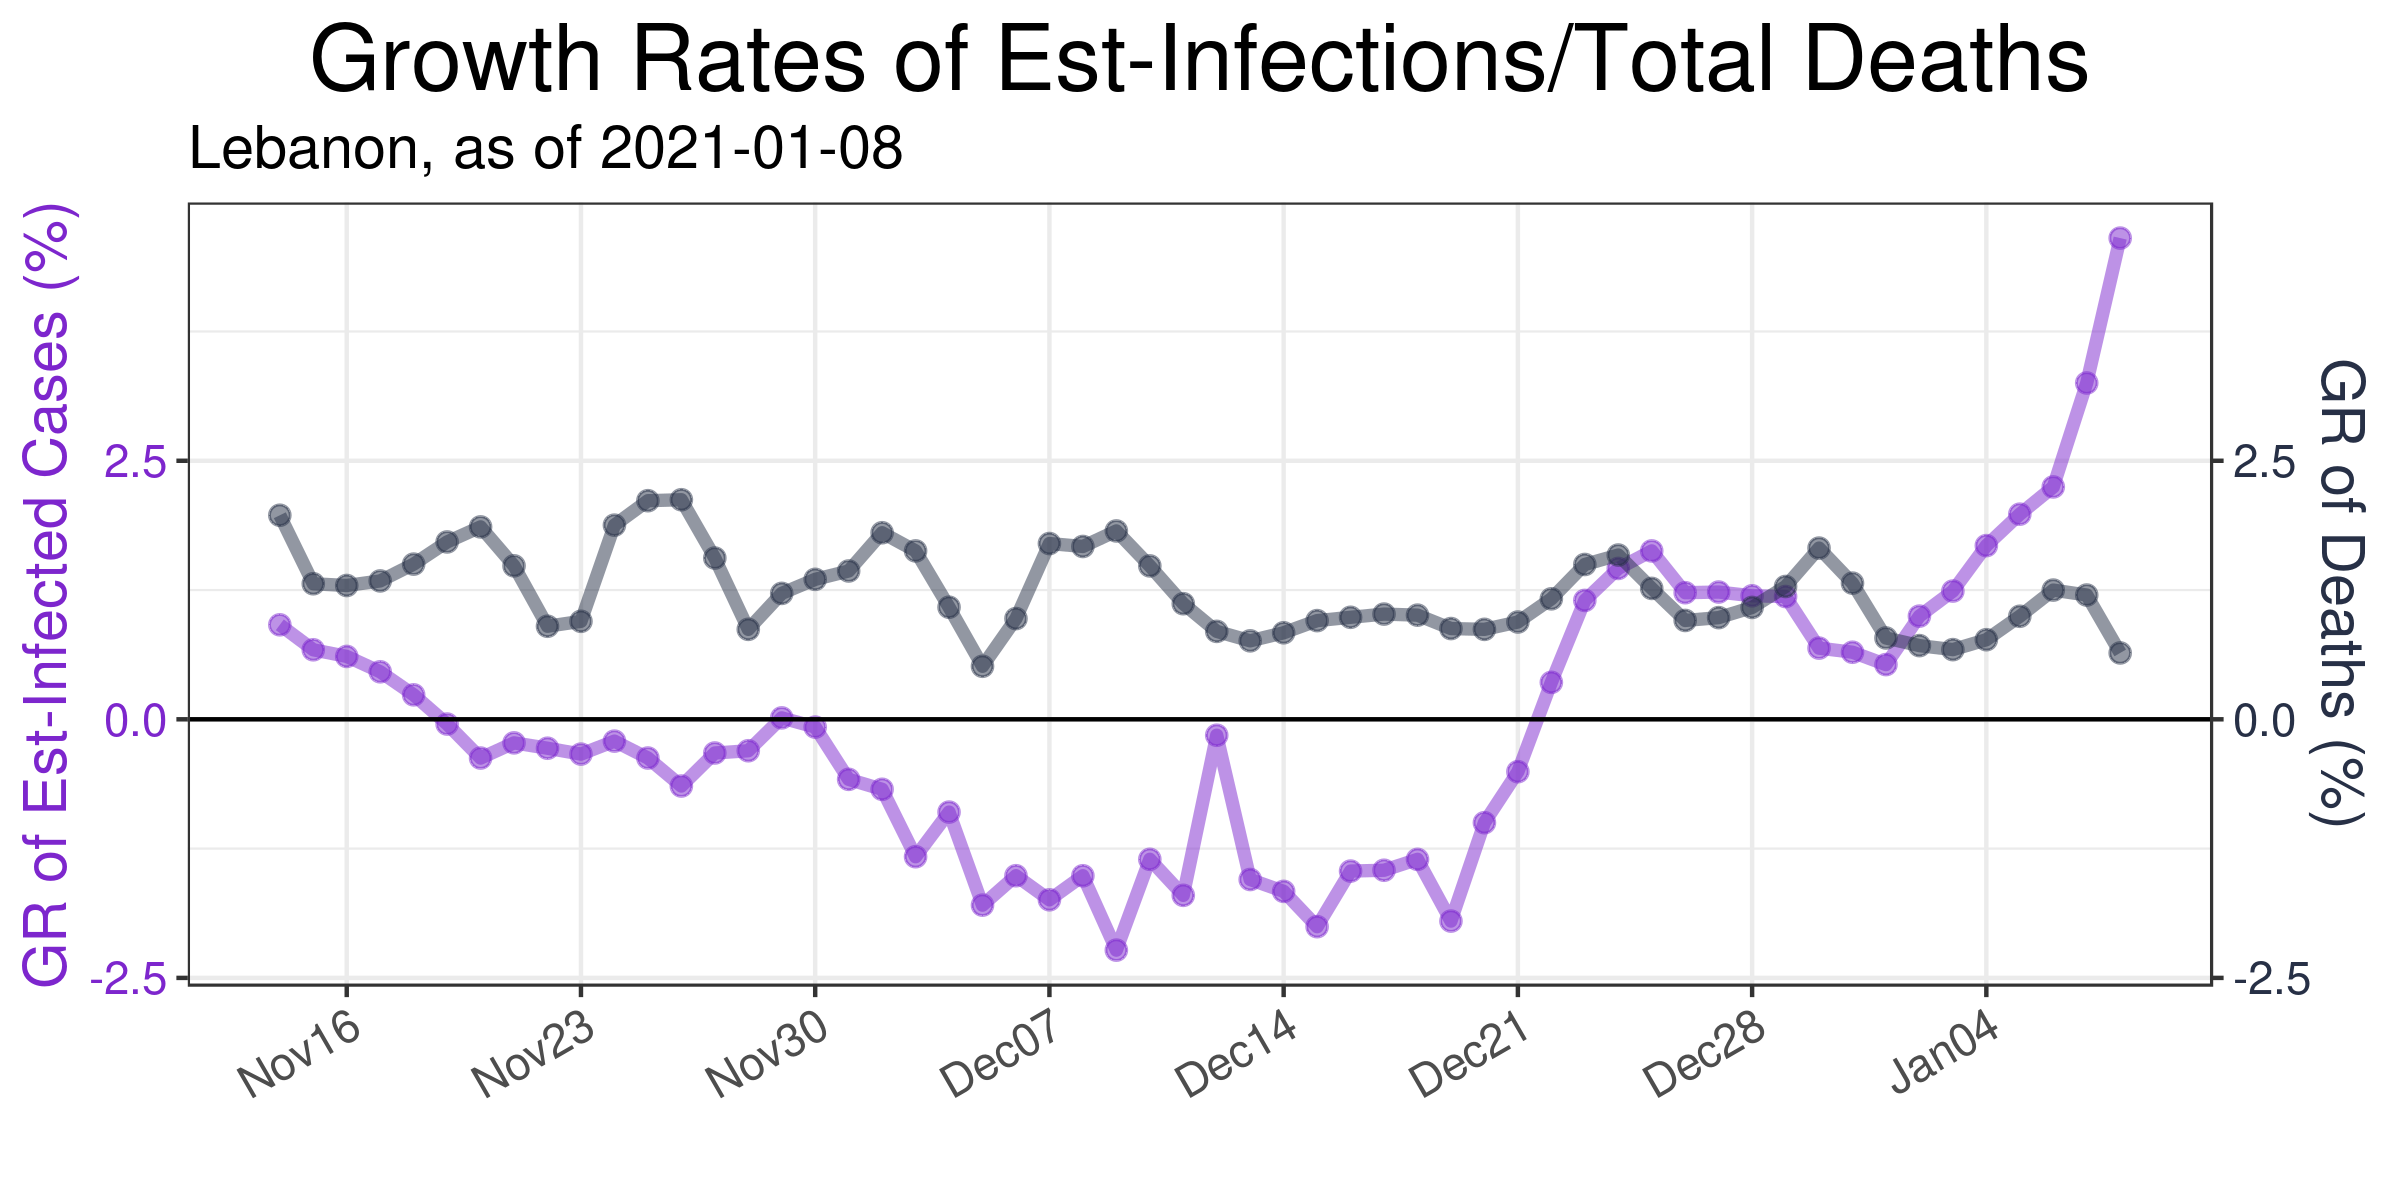 Growth Rates of Est-Infections/Total Deaths
Lebanon, as of 2021-01-08
GR of Est-Infected Cases (%)
2.5
0.0
-2.5
2.5
0.0
-2.5
GR of Deaths (%)
Nov16
Nov23
Nov30
Dec07
Dec14
Dec21
Dec28
Jan04